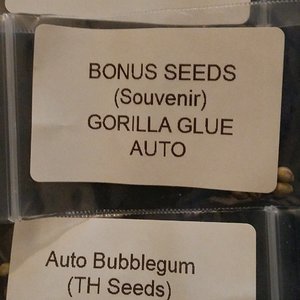 BONUS SEEDS
(Souvenir)
GORILLA GLUE
AUTO
Auto Bubblegum
(TH Seeds)